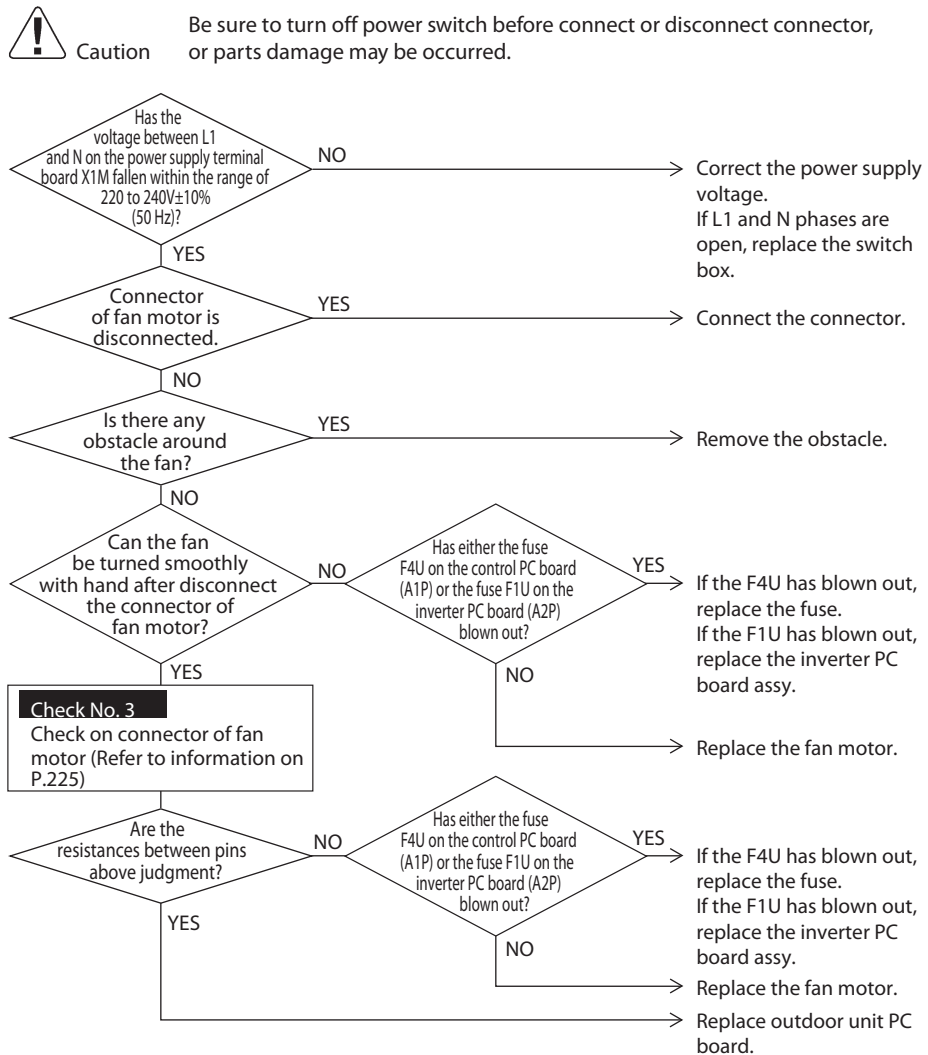 Caution
Be sure to turn off power switch before connect or disconnect connector,
or parts damage may be occurred.
Has the
voltage between L1
and N on the power supply terminal
board X1M fallen within the range of
220 to 240V±10%
(50 Hz)?
NO
Correct the power supply
voltage.
If L1 and N phases are
open, replace the switch
box.
YES
Connector
of fan motor is
disconnected.
YES
Connect the connector.
NO
Is there any
obstacle around
the fan?
YES
Remove the obstacle.
NO
Can the fan
be turned smoothly
with hand after disconnect
the connector of
fan motor?
NO
Has either the fuse
F4U on the control PC board
(A1P) or the fuse F1U on the
inverter PC board (A2P)
blown out?
YES
If the F4U has blown out,
replace the fuse.
If the F1U has blown out,
replace the inverter PC
board assy.
NO
Replace the fan motor.
YES
Check No. 3
Check on connector of fan
motor (Refer to information on
P.225)
Are the
resistances between pins
above judgment?
NO
Has either the fuse
F4U on the control PC board
(A1P) or the fuse F1U on the
inverter PC board (A2P)
blown out?
YES
If the F4U has blown out,
replace the fuse.
If the F1U has blown out,
replace the inverter PC
board assy.
NO
Replace the fan motor.
YES
Replace outdoor unit PC
board.